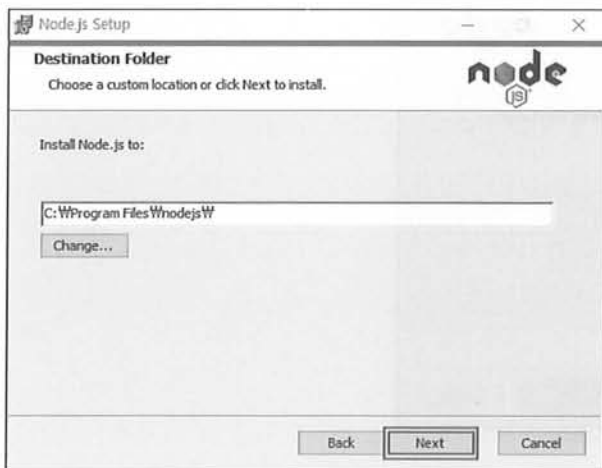 Node.js Setup
Destination Folder
Choose a custom location or click Next to install.
node
JS
Install Node.js to:
C:₩Program Files₩nodejs₩
Change...
Back Next Cancel